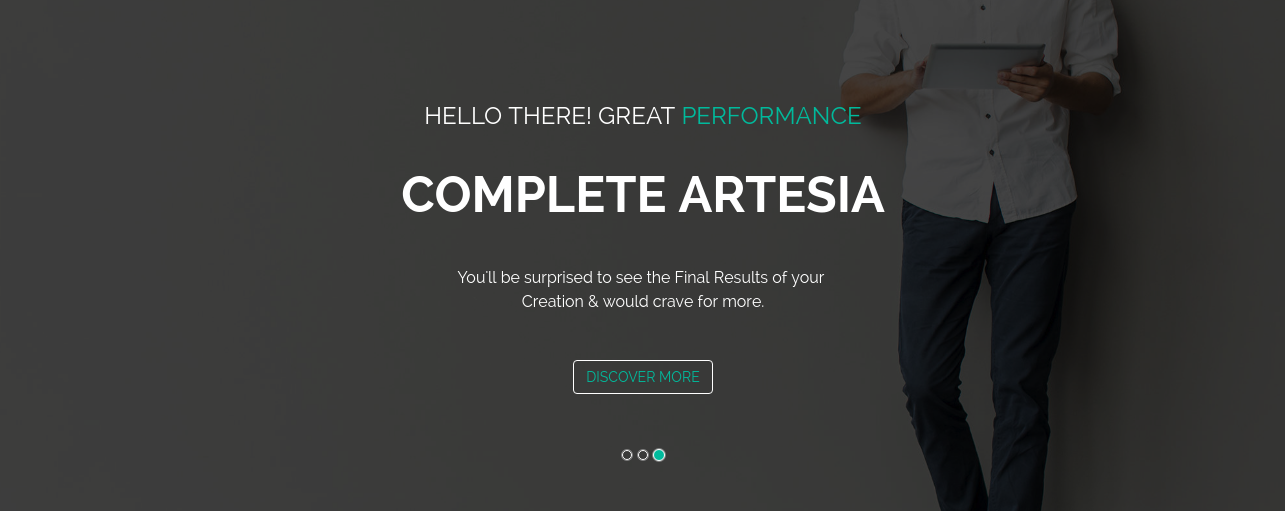 HELLO THERE! GREAT PERFORMANCE
COMPLETE ARTESIA
You'll be surprised to see the Final Results of your
Creation & would crave for more.
DISCOVER MORE